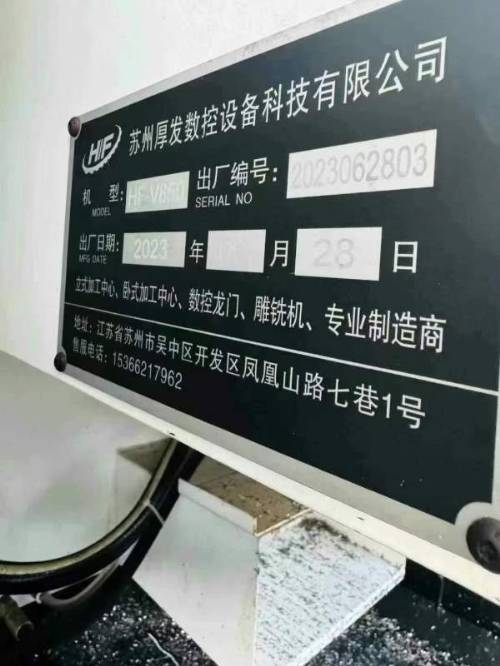 HF 苏州厚发数控设备科技有限公司
机 型: HF-V850 出厂编号: 2023062803
MODEL SERIAL NO
出厂日期: 2023 年 月 28 日
MFG DATE
立式加工中心、卧式加工中心、数控龙门、雕铣机、专业制造商
地址: 江苏省苏州市吴中区开发区凤凰山路七巷1号
售服电话: 15366217962